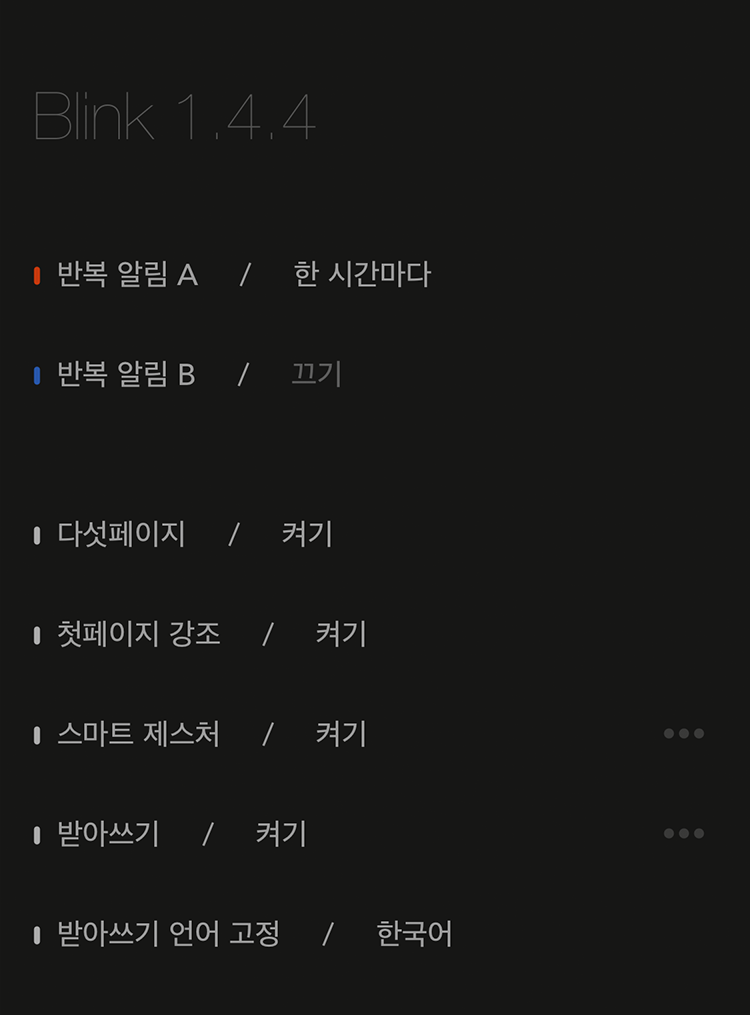 Blink 1.4.4
반복 알림 A / 한 시간마다
반복 알림 B / 끄기
다섯페이지 / 켜기
첫페이지 강조 / 켜기
스마트 제스처 / 켜기
받아쓰기 / 켜기
받아쓰기 언어 고정 / 한국어